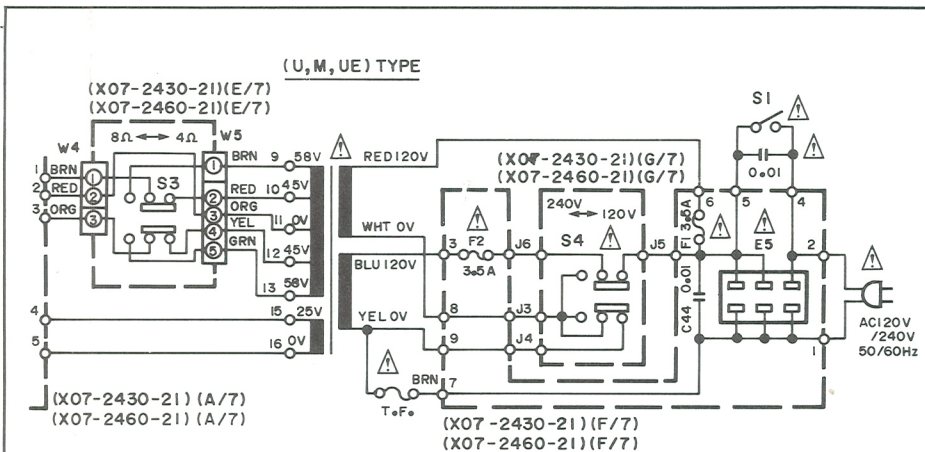 (U,M,UE) TYPE
(X07-2430-21)(E/7)
(X07-2460-21)(E/7)
8Ω ↔ 4Ω
W4
W5
S3
1 BRN 1
2 RED 2
3 ORG 3
1 BRN 9 58V
2 RED 10 45V
3 ORG 11 0V
4 YEL 12 45V
5 GRN 13 58V
4 15 25V
5 16 0V
(X07-2430-21)(A/7)
(X07-2460-21)(A/7)
RED 120V
WHT 0V
BLU 120V
YEL 0V
T.F.
BRN 7
(X07-2430-21)(G/7)
(X07-2460-21)(G/7)
240V ↔ 120V
S4
3 F2 3.5A J6
J5
8 J3
9 J4
6
F1 3.5A
C44 0.01
S1
0.01
5
4
E5
2
1
AC120V
/240V
50/60Hz
(X07-2430-21)(F/7)
(X07-2460-21)(F/7)